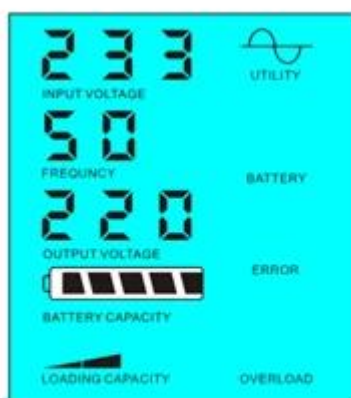 233
INPUT VOLTAGE
UTILITY
50
FREQUNCY
BATTERY
220
OUTPUT VOLTAGE
ERROR
BATTERY CAPACITY
LOADING CAPACITY
OVERLOAD